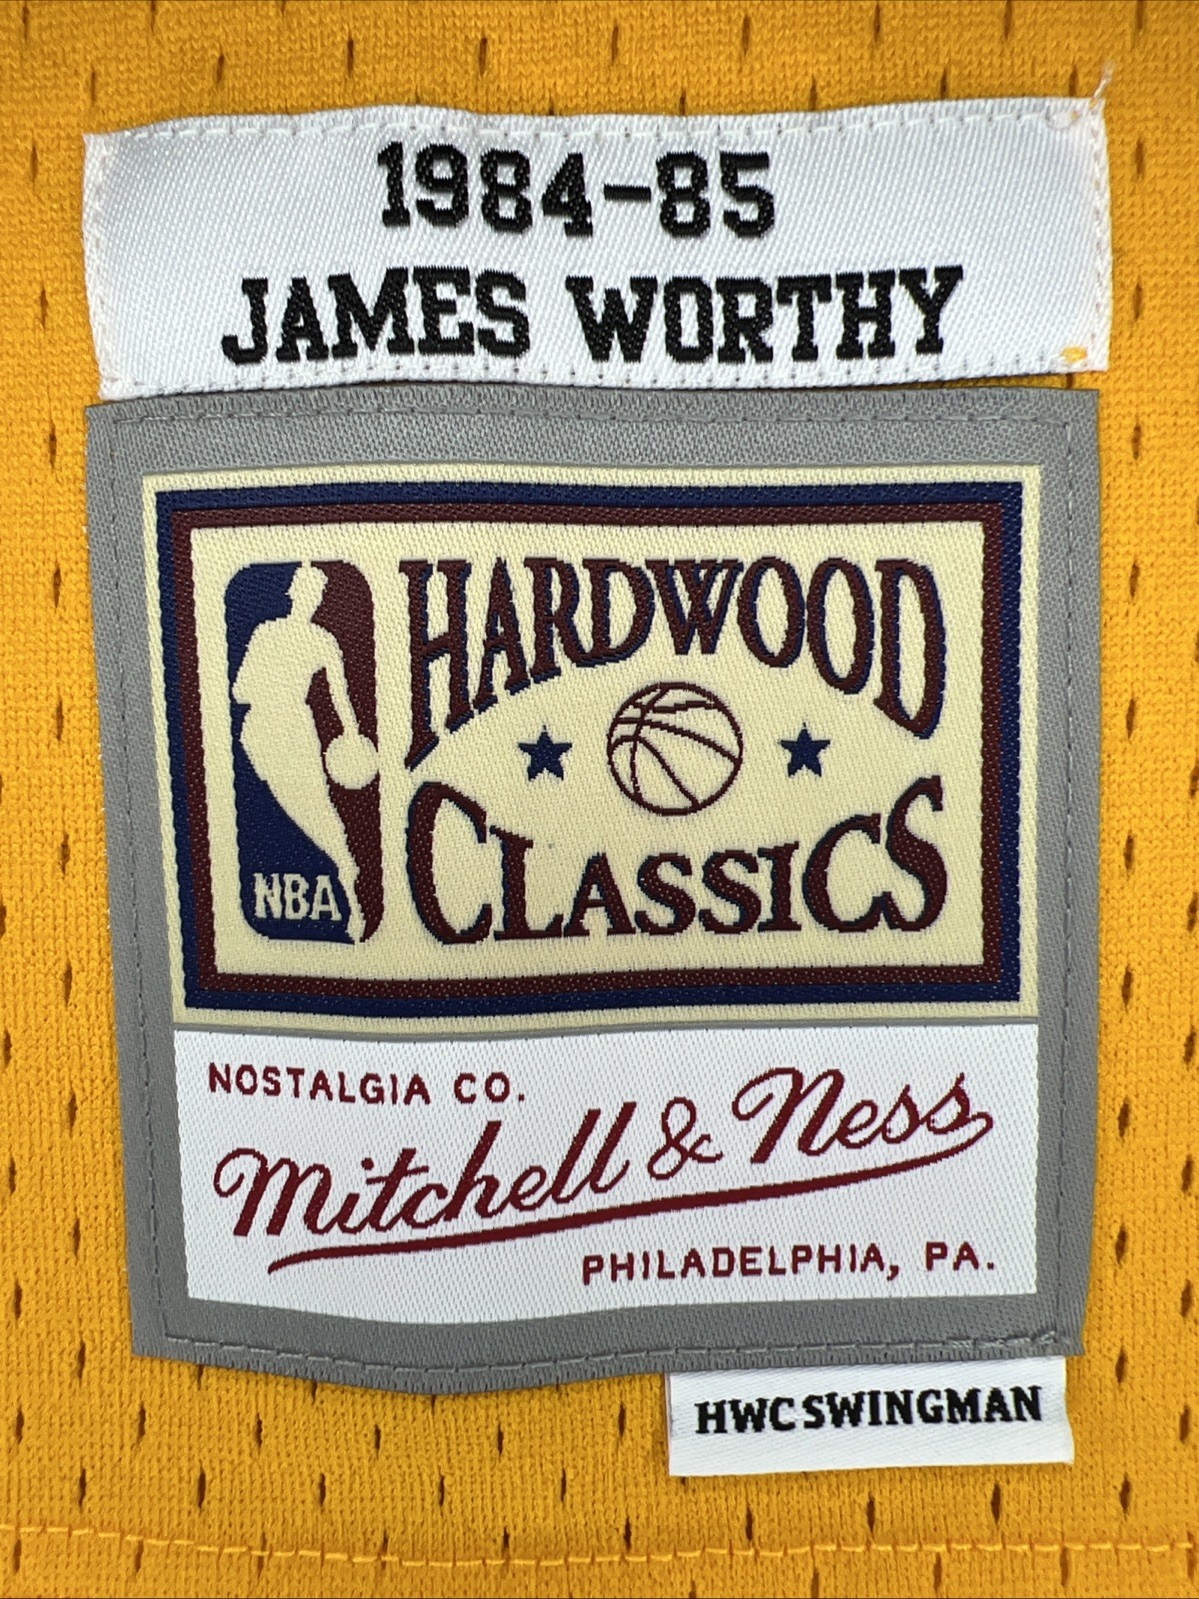 1984-85
JAMES WORTHY
HARDWOOD
CLASSICS
NBA
NOSTALGIA CO.
Mitchell & Ness
PHILADELPHIA, PA.
HWC SWINGMAN